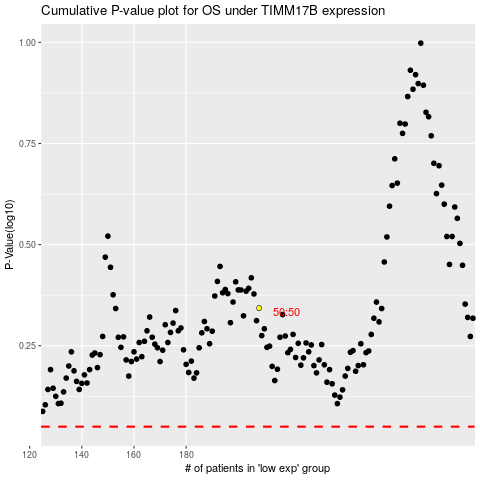 Cumulative P-value plot for OS under TIMM17B expression
P-Value(log10)
1.00
0.75
0.50
0.25
50:50
120 140 160 180
# of patients in 'low exp' group